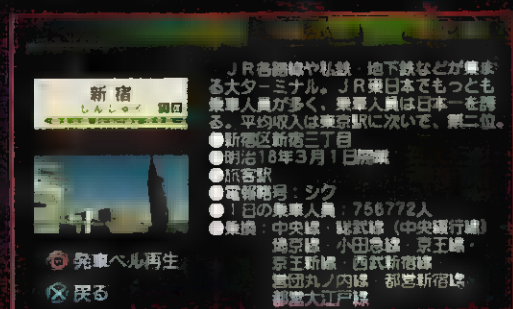 新宿
しんじゅく
JR各線や私鉄・地下鉄などが集ま
る大ターミナル。JR東日本でもっとも
乗車人員が多く、乗車人員は日本一を誇
る。平均収入は東京駅に次いで、第二位。
●新宿区新宿三丁目
●明治18年3月1日開業
●旅客駅
●電報略号:シク
●1日の乗車人員:756772人
●乗換:中央線・総武線(中央緩行線)
埼京線・小田急線・京王線・
京王新線・西武新宿線
営団丸ノ内線・都営新宿線
都営大江戸線
発車ベル再生
戻る